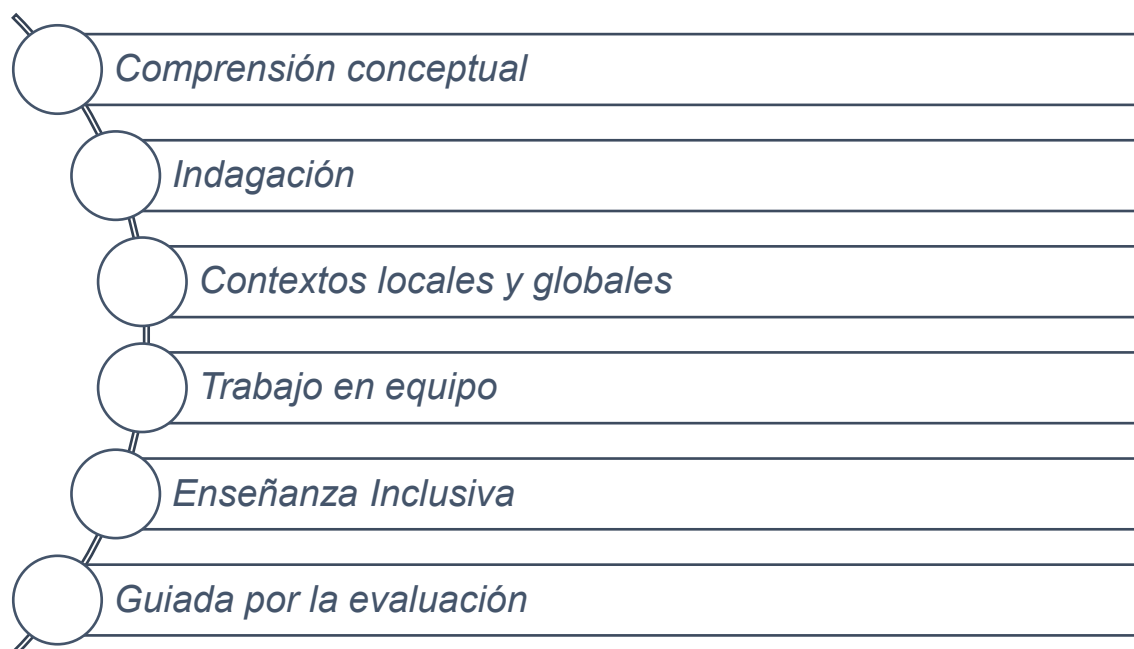 Comprensión conceptual
Indagación
Contextos locales y globales
Trabajo en equipo
Enseñanza Inclusiva
Guiada por la evaluación